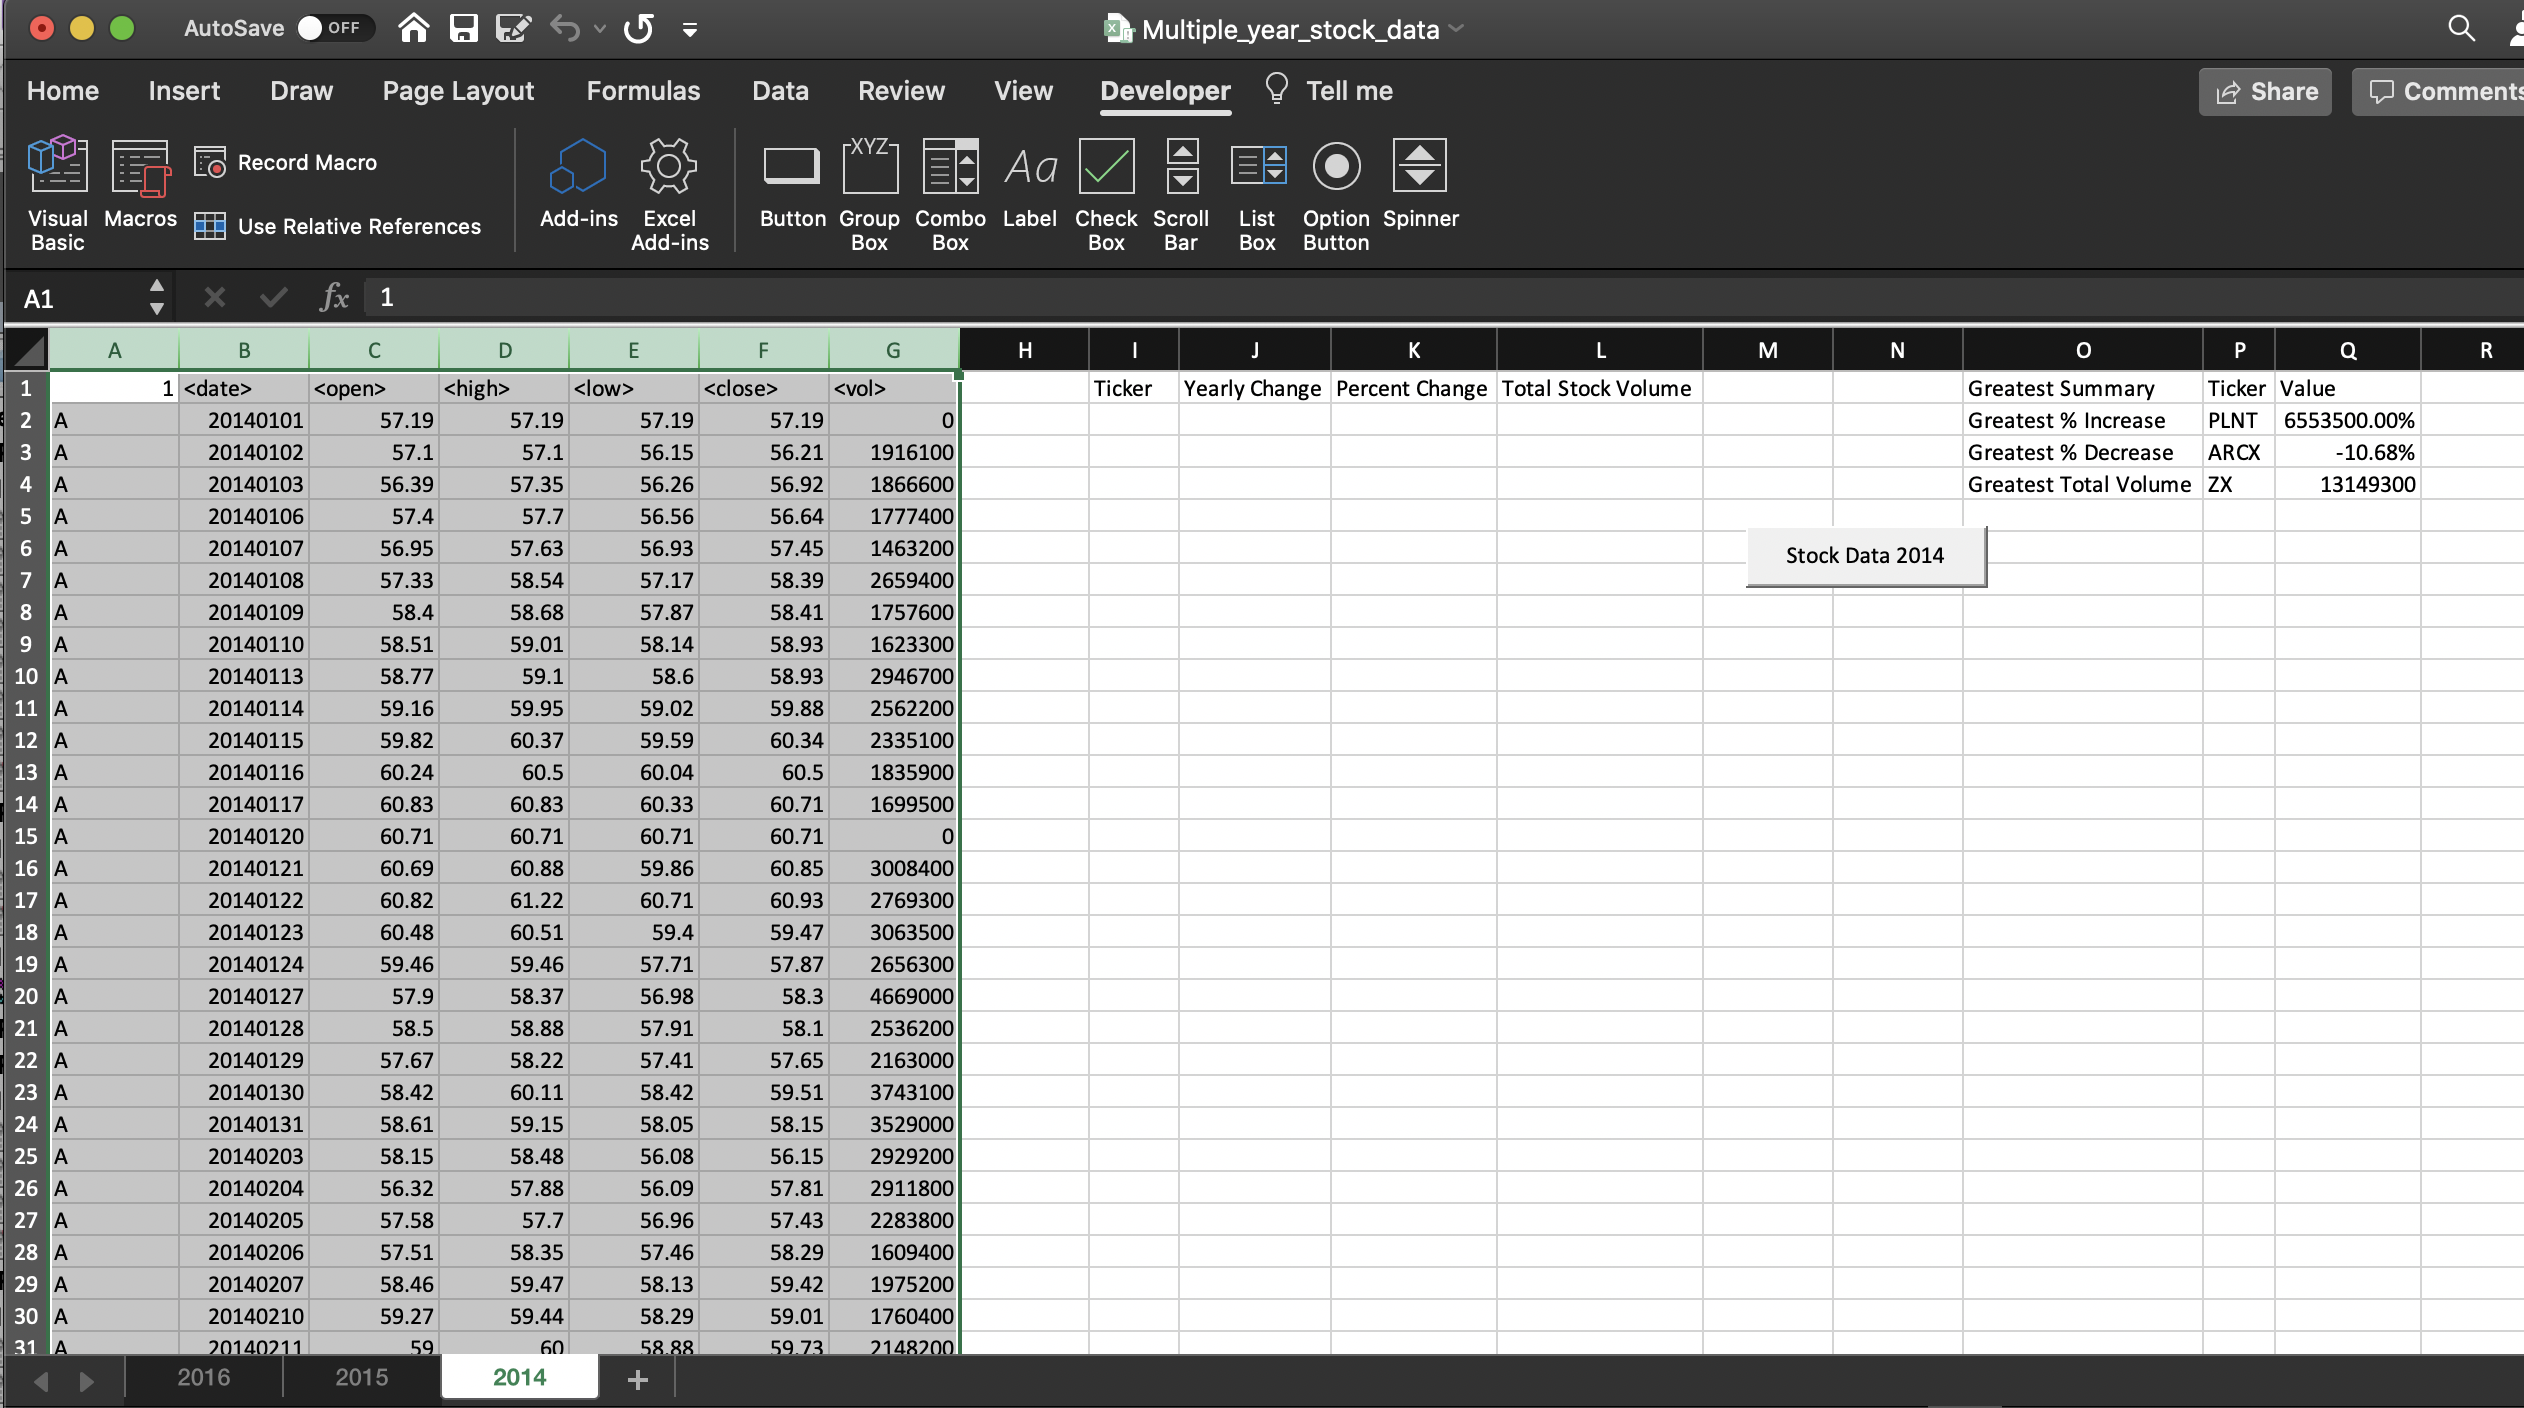 AutoSave OFF Multiple_year_stock_data
Home Insert Draw Page Layout Formulas Data Review View Developer Tell me Share Comments
Visual Basic Macros Record Macro Use Relative References Add-ins Excel Add-ins Button Group Box Combo Box Label Check Box Scroll Bar List Box Option Button Spinner
XYZ Aa
A1 fx 1
A B C D E F G H I J K L M N O P Q R
1 1 <date> <open> <high> <low> <close> <vol> Ticker Yearly Change Percent Change Total Stock Volume Greatest Summary Ticker Value
2 A 20140101 57.19 57.19 57.19 57.19 0 Greatest % Increase PLNT 6553500.00%
3 A 20140102 57.1 57.1 56.15 56.21 1916100 Greatest % Decrease ARCX -10.68%
4 A 20140103 56.39 57.35 56.26 56.92 1866600 Greatest Total Volume ZX 13149300
5 A 20140106 57.4 57.7 56.56 56.64 1777400
6 A 20140107 56.95 57.63 56.93 57.45 1463200 Stock Data 2014
7 A 20140108 57.33 58.54 57.17 58.39 2659400
8 A 20140109 58.4 58.68 57.87 58.41 1757600
9 A 20140110 58.51 59.01 58.14 58.93 1623300
10 A 20140113 58.77 59.1 58.6 58.93 2946700
11 A 20140114 59.16 59.95 59.02 59.88 2562200
12 A 20140115 59.82 60.37 59.59 60.34 2335100
13 A 20140116 60.24 60.5 60.04 60.5 1835900
14 A 20140117 60.83 60.83 60.33 60.71 1699500
15 A 20140120 60.71 60.71 60.71 60.71 0
16 A 20140121 60.69 60.88 59.86 60.85 3008400
17 A 20140122 60.82 61.22 60.71 60.93 2769300
18 A 20140123 60.48 60.51 59.4 59.47 3063500
19 A 20140124 59.46 59.46 57.71 57.87 2656300
20 A 20140127 57.9 58.37 56.98 58.3 4669000
21 A 20140128 58.5 58.88 57.91 58.1 2536200
22 A 20140129 57.67 58.22 57.41 57.65 2163000
23 A 20140130 58.42 60.11 58.42 59.51 3743100
24 A 20140131 58.61 59.15 58.05 58.15 3529000
25 A 20140203 58.15 58.48 56.08 56.15 2929200
26 A 20140204 56.32 57.88 56.09 57.81 2911800
27 A 20140205 57.58 57.7 56.96 57.43 2283800
28 A 20140206 57.51 58.35 57.46 58.29 1609400
29 A 20140207 58.46 59.47 58.13 59.42 1975200
30 A 20140210 59.27 59.44 58.29 59.01 1760400
31 A 20140211 59 60 58.88 59.73 2148200
2016 2015 2014 +